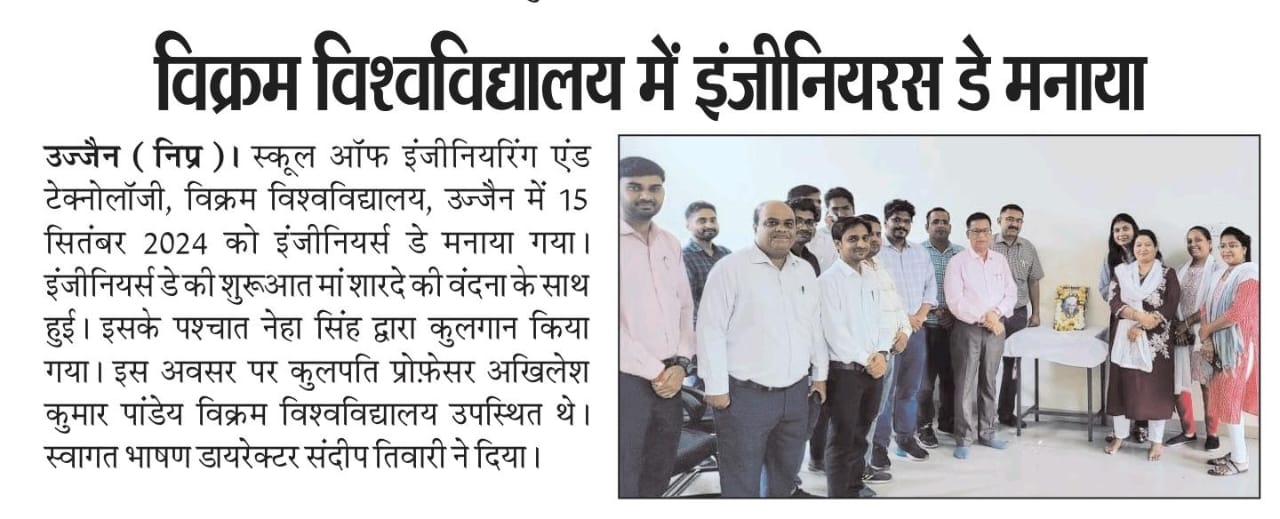 विक्रम विश्वविद्यालय में इंजीनियरस डे मनाया
उज्जैन ( निप्र )। स्कूल ऑफ इंजीनियरिंग एंड
टेक्नोलॉजी, विक्रम विश्वविद्यालय, उज्जैन में 15
सितंबर 2024 को इंजीनियर्स डे मनाया गया।
इंजीनियर्स डे की शुरूआत मां शारदे की वंदना के साथ
हुई। इसके पश्चात नेहा सिंह द्वारा कुलगान किया
गया। इस अवसर पर कुलपति प्रोफ़ेसर अखिलेश
कुमार पांडेय विक्रम विश्वविद्यालय उपस्थित थे।
स्वागत भाषण डायरेक्टर संदीप तिवारी ने दिया।